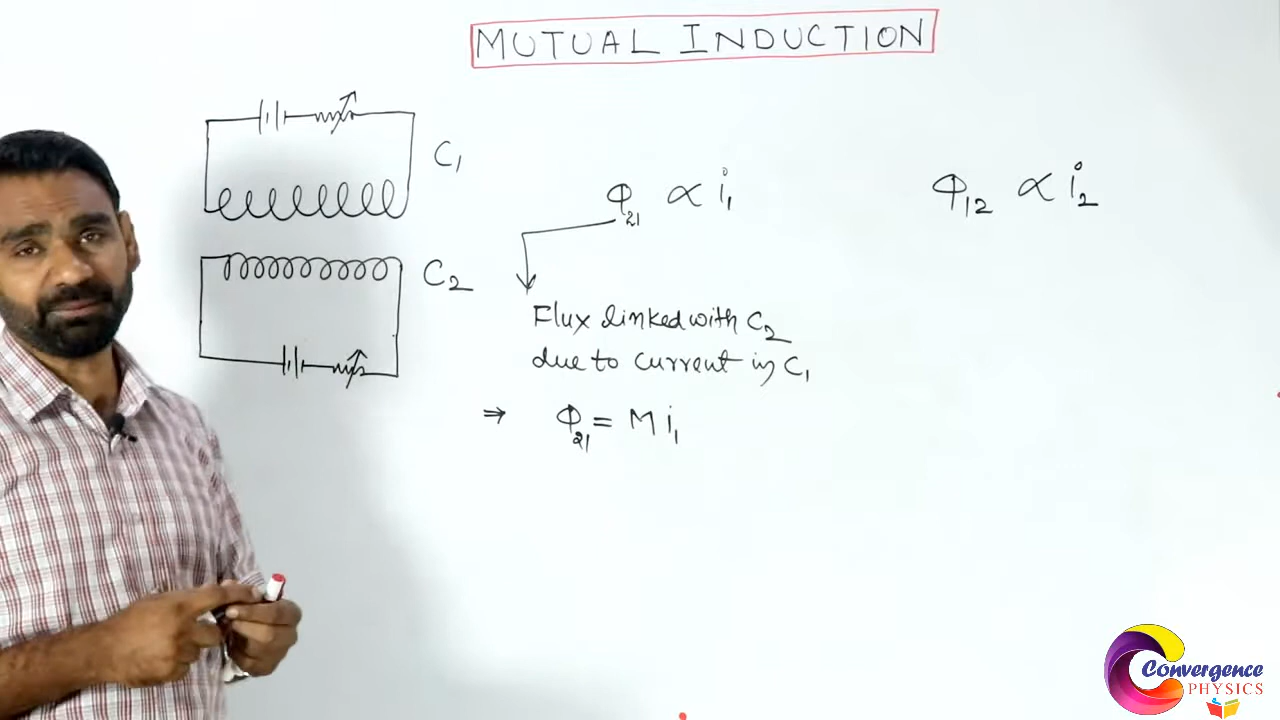 MUTUAL INDUCTION
C₁
C₂
Φ₂₁ ∝ i₁
Φ₁₂ ∝ i₂
Flux linked with C₂
due to current in C₁
⇒ Φ₂₁ = M i₁
Convergence
PHYSICS